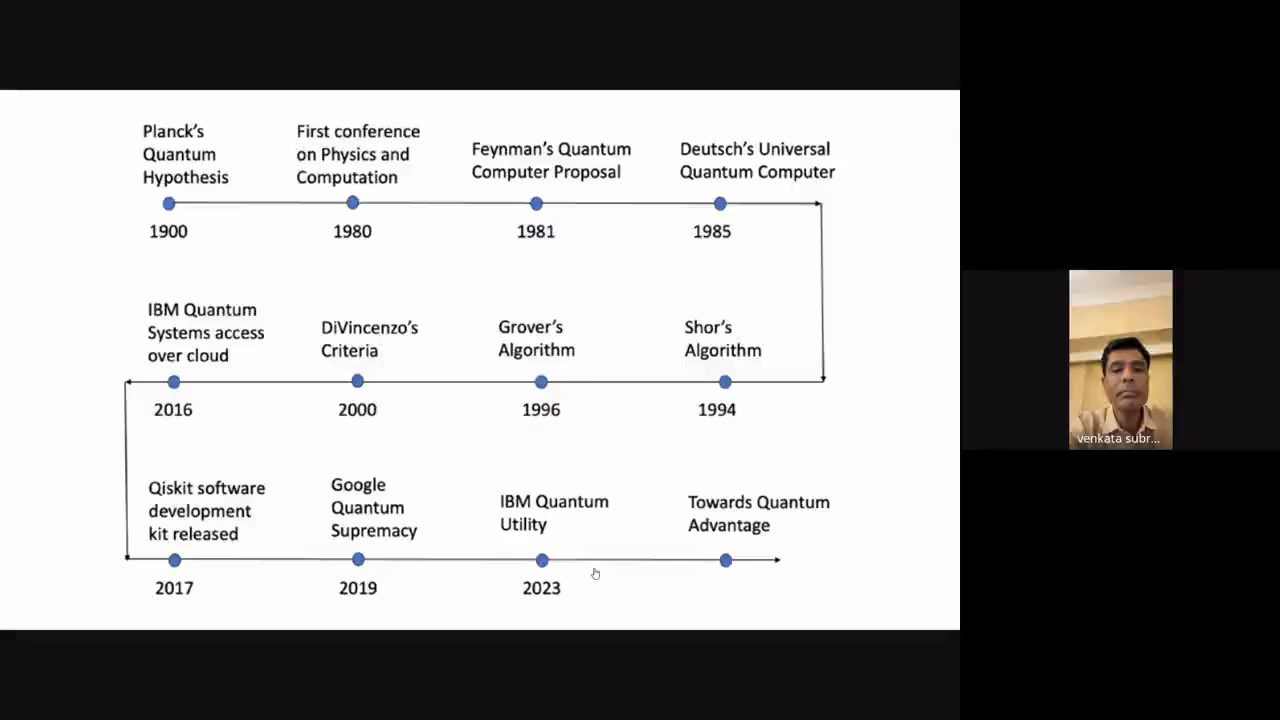 Planck's
Quantum
Hypothesis
First conference
on Physics and
Computation
Feynman's Quantum
Computer Proposal
Deutsch's Universal
Quantum Computer
1900
1980
1981
1985
IBM Quantum
Systems access
over cloud
DiVincenzo's
Criteria
Grover's
Algorithm
Shor's
Algorithm
2016
2000
1996
1994
Qiskit software
development
kit released
Google
Quantum
Supremacy
IBM Quantum
Utility
Towards Quantum
Advantage
2017
2019
2023
venkata subr...